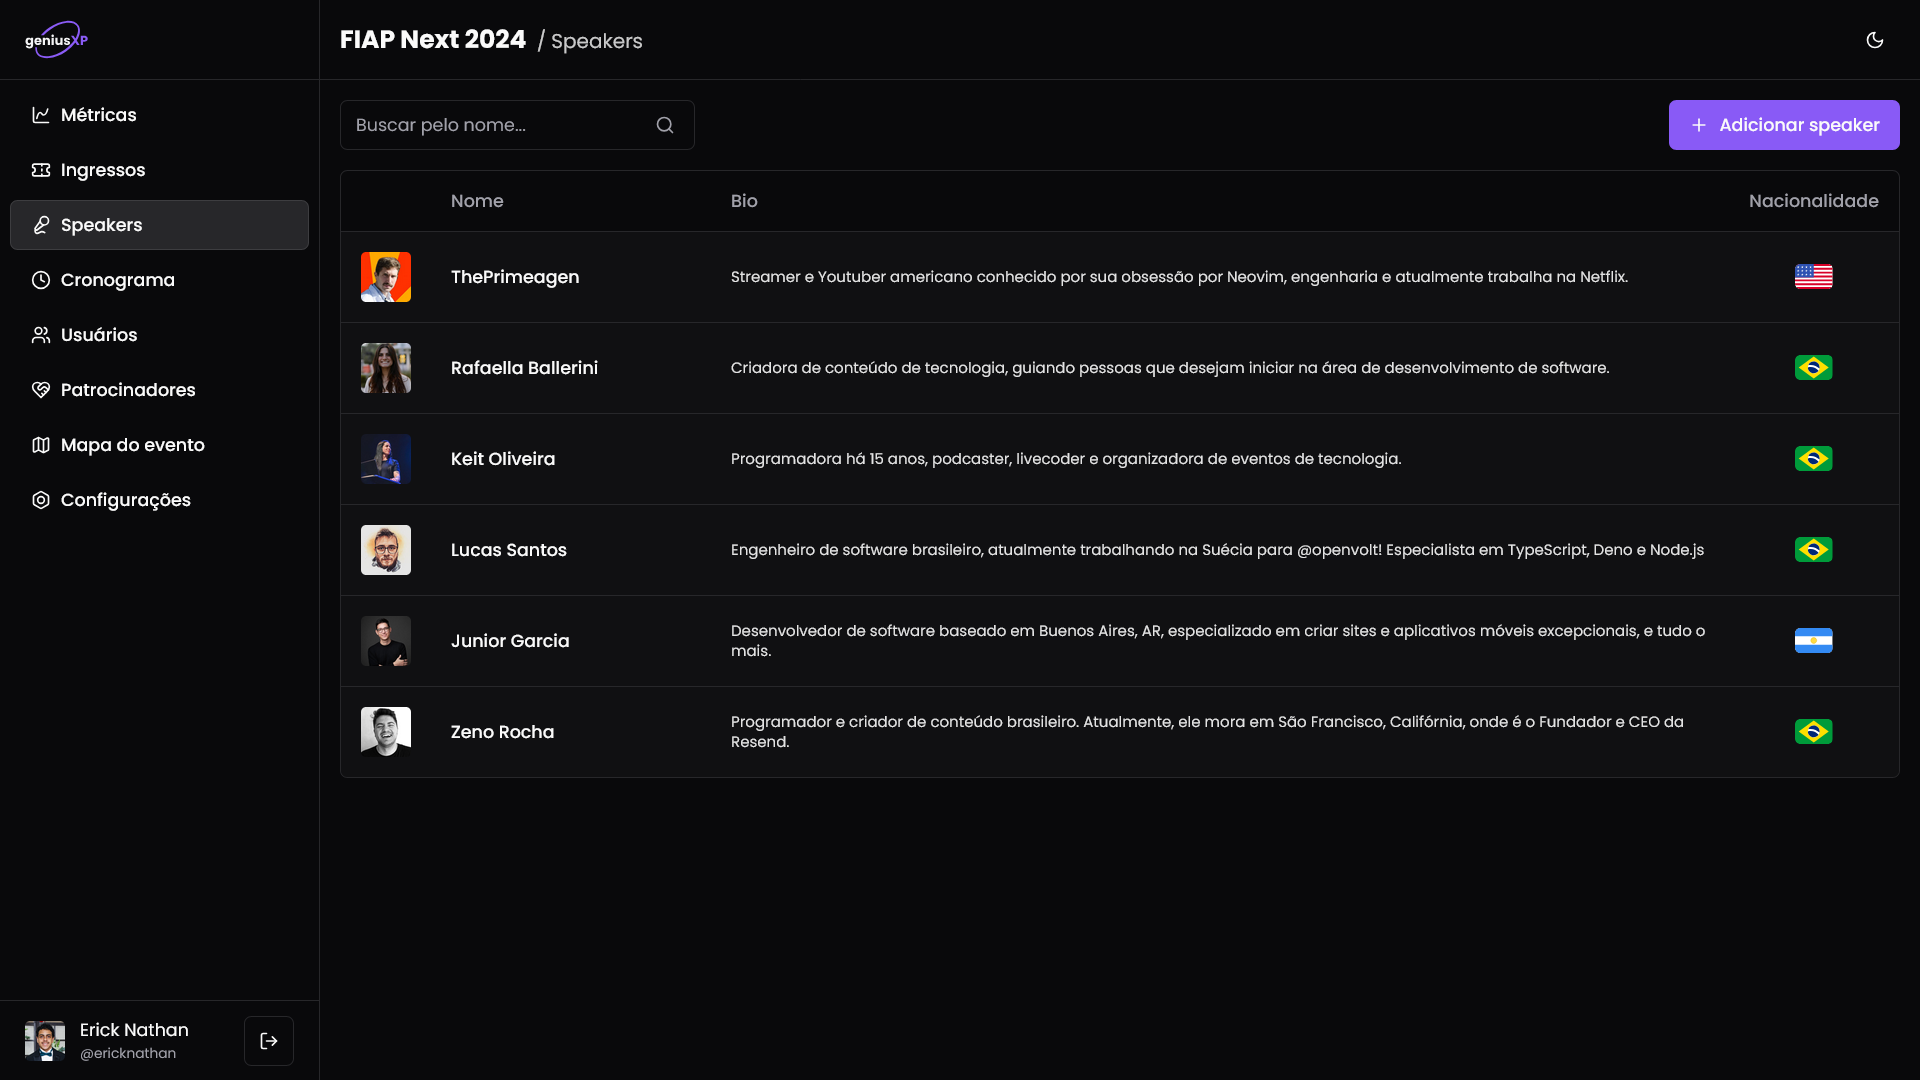 geniusXP
FIAP Next 2024 / Speakers
Métricas
Ingressos
Speakers
Cronograma
Usuários
Patrocinadores
Mapa do evento
Configurações
Erick Nathan
@ericknathan
Buscar pelo nome...
Adicionar speaker
Nome Bio Nacionalidade
ThePrimeagen Streamer e Youtuber americano conhecido por sua obsessão por Neovim, engenharia e atualmente trabalha na Netflix.
Rafaella Ballerini Criadora de conteúdo de tecnologia, guiando pessoas que desejam iniciar na área de desenvolvimento de software.
Keit Oliveira Programadora há 15 anos, podcaster, livecoder e organizadora de eventos de tecnologia.
Lucas Santos Engenheiro de software brasileiro, atualmente trabalhando na Suécia para @openvolt! Especialista em TypeScript, Deno e Node.js
Junior Garcia Desenvolvedor de software baseado em Buenos Aires, AR, especializado em criar sites e aplicativos móveis excepcionais, e tudo o
mais.
Zeno Rocha Programador e criador de conteúdo brasileiro. Atualmente, ele mora em São Francisco, Califórnia, onde é o Fundador e CEO da
Resend.